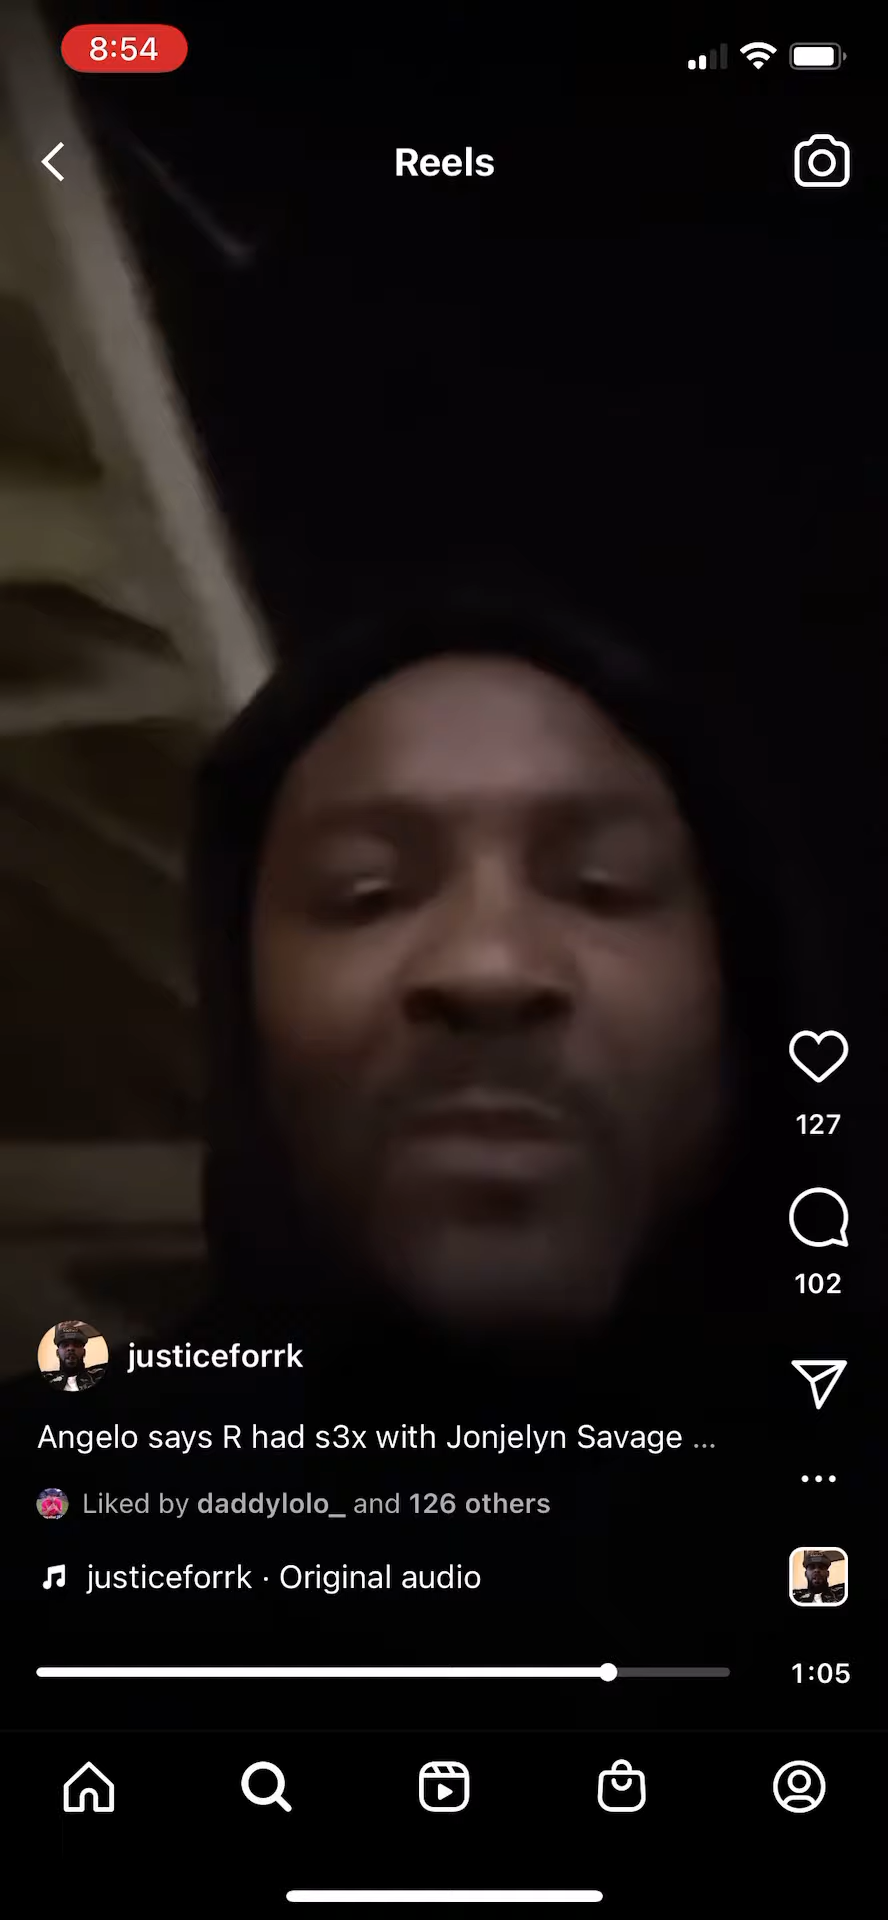 8:54
Reels
127
102
justiceforrk
Angelo says R had s3x with Jonjelyn Savage ...
Liked by daddylolo_ and 126 others
justiceforrk · Original audio
1:05